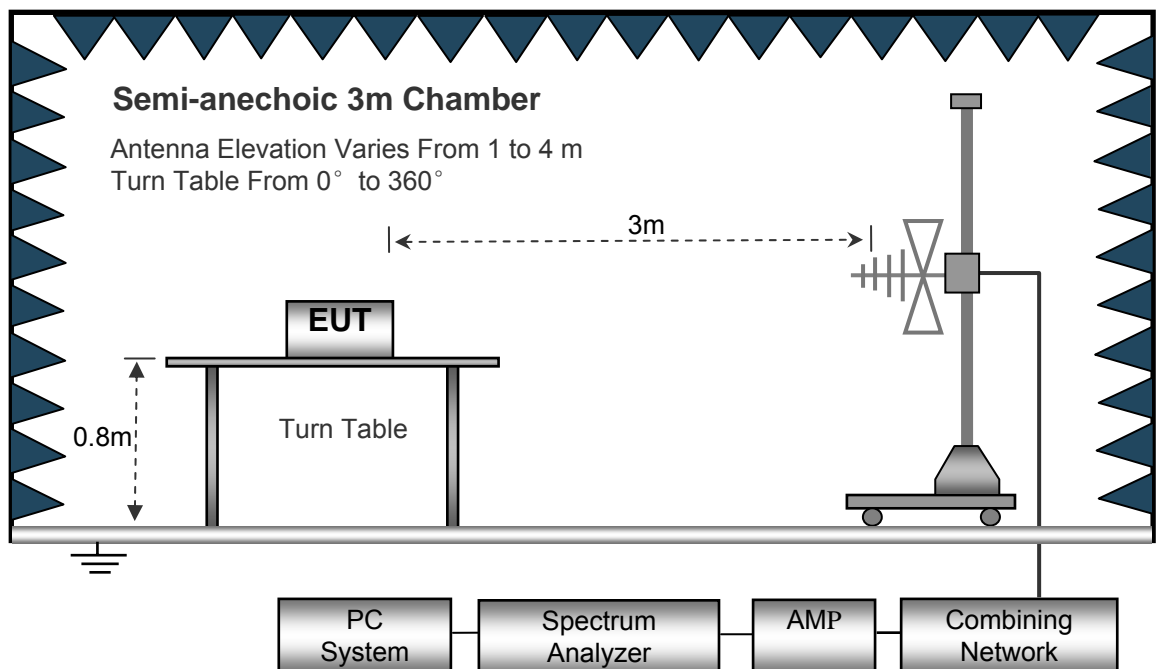 Semi-anechoic 3m Chamber
Antenna Elevation Varies From 1 to 4 m
Turn Table From 0° to 360°
3m
EUT
0.8m
Turn Table
PC
System
Spectrum
Analyzer
AMP
Combining
Network